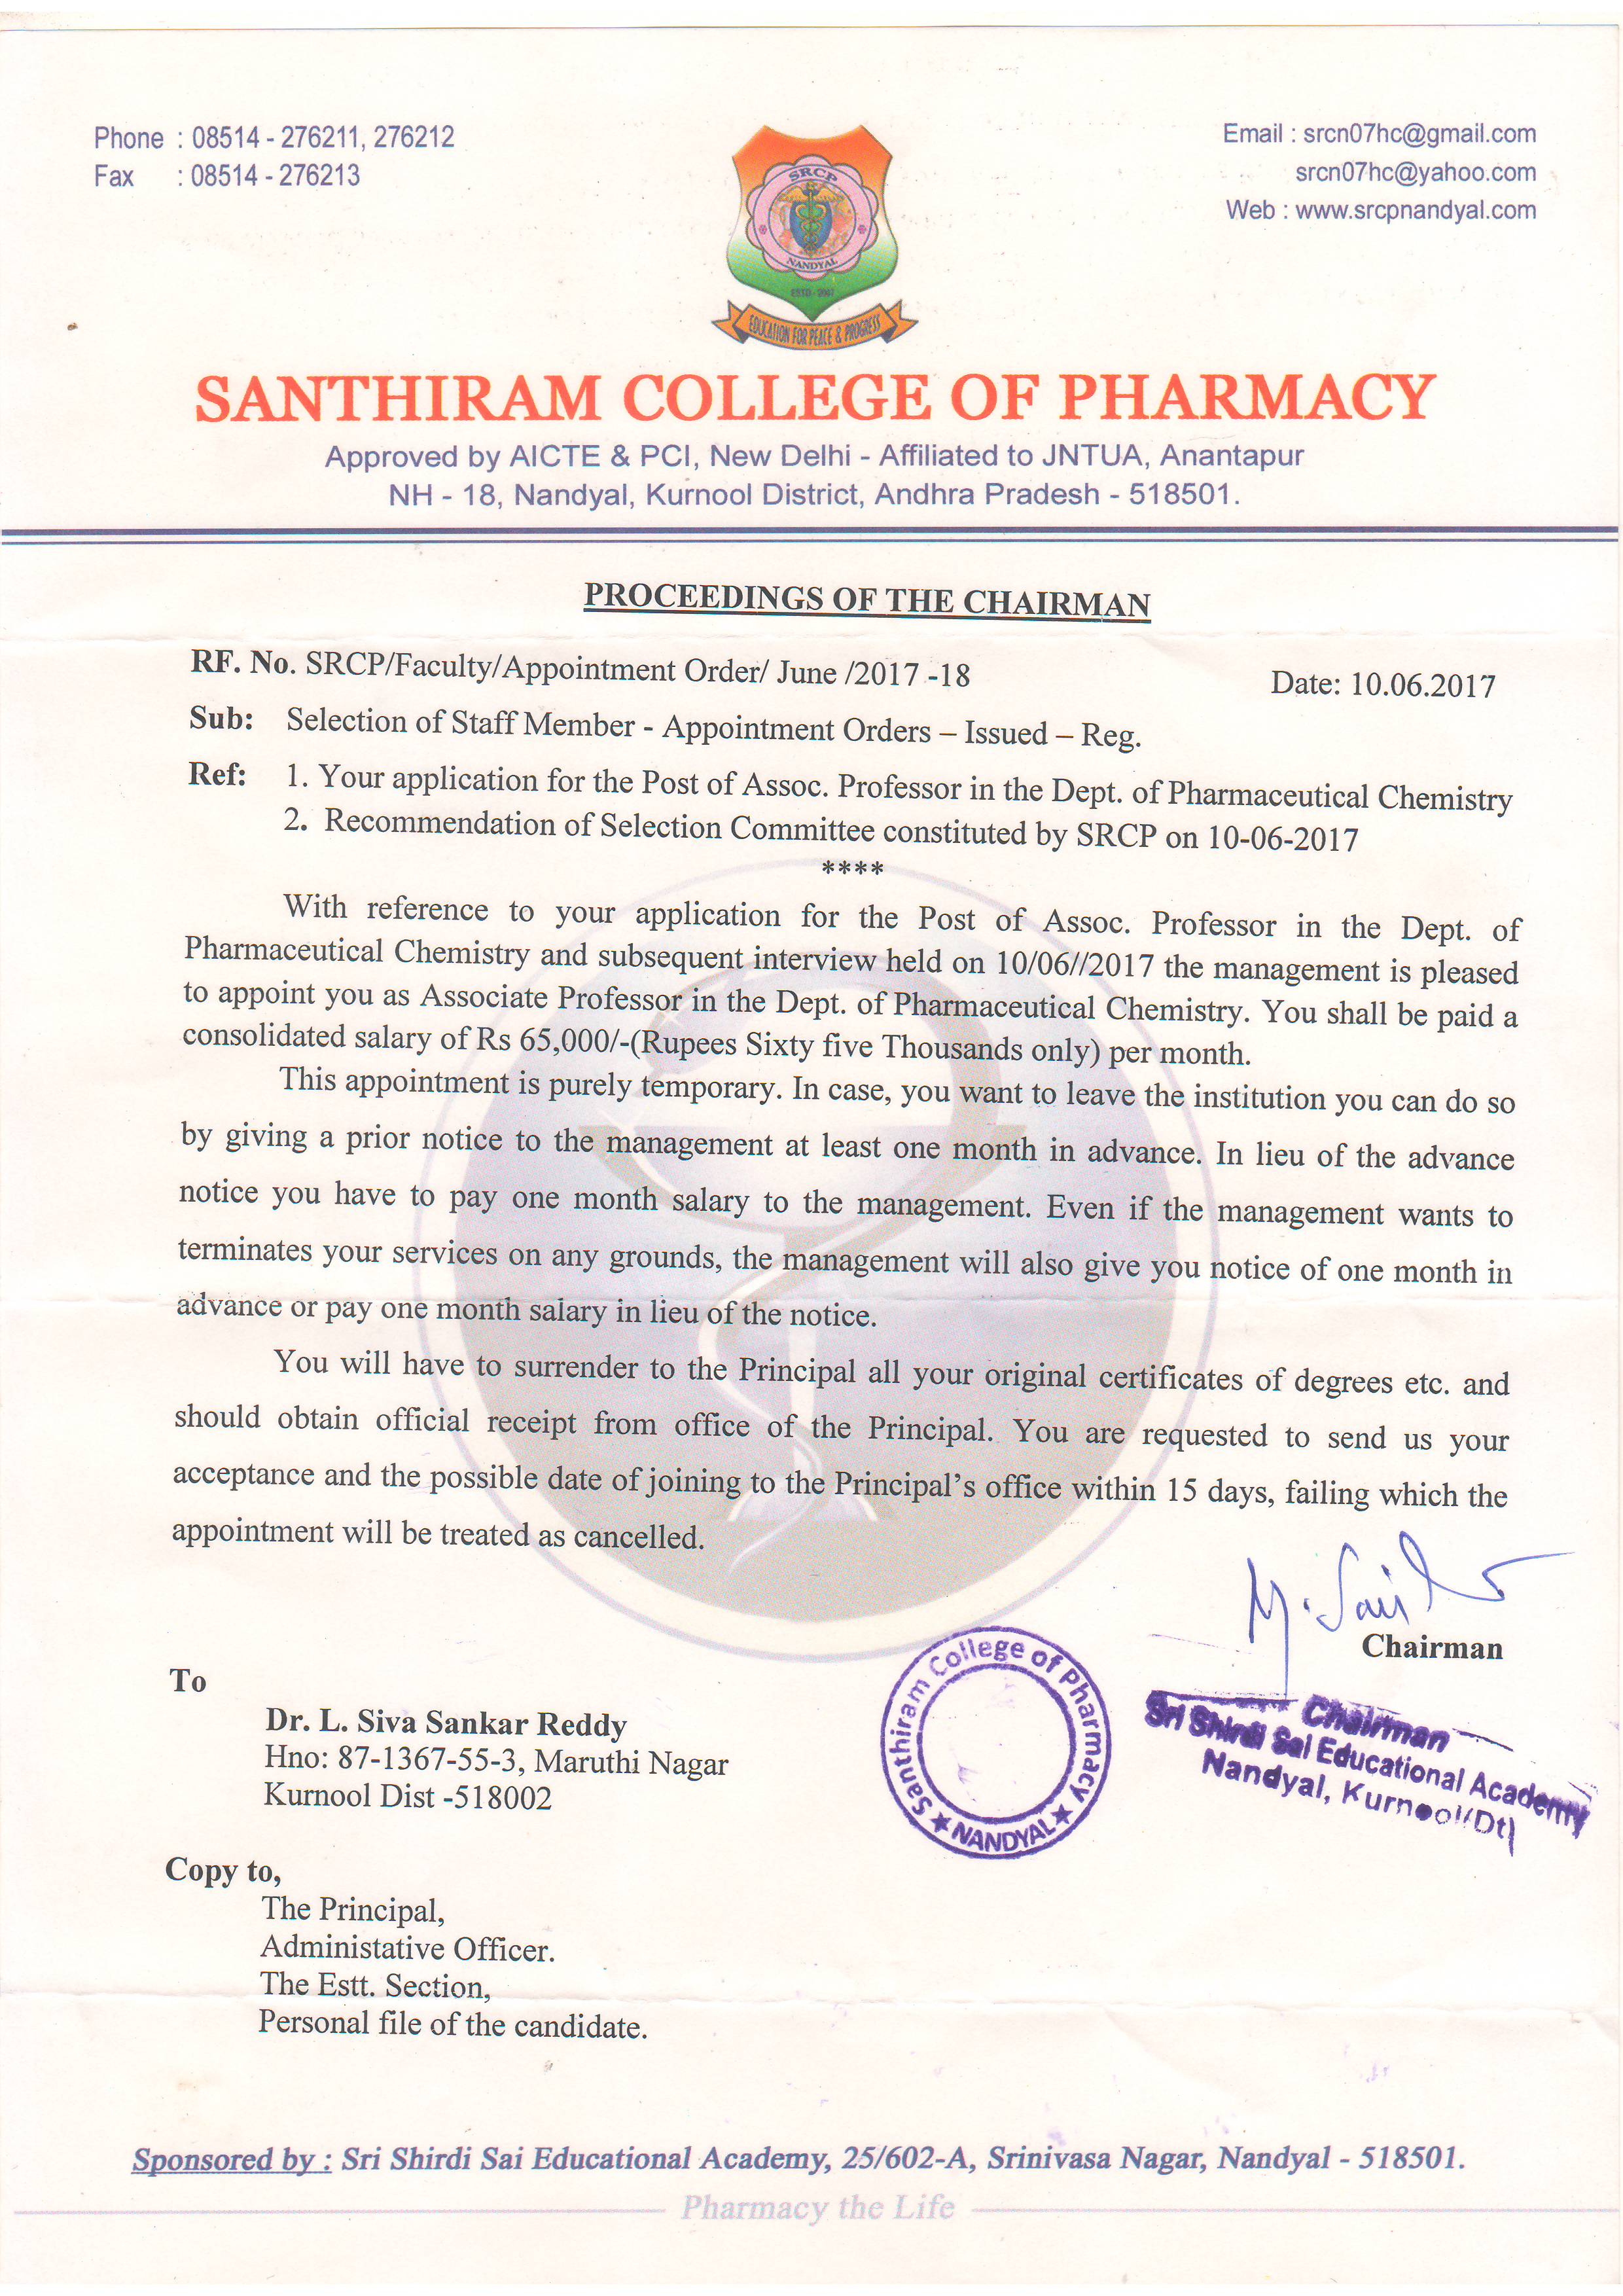 Phone : 08514 - 276211, 276212
Fax : 08514 - 276213
Email : srcn07hc@gmail.com
srcn07hc@yahoo.com
Web : www.srcpnandyal.com
SRCP
NANDYAL
ESTD - 2007
EDUCATION FOR PEACE & PROGRESS
SANTHIRAM COLLEGE OF PHARMACY
Approved by AICTE & PCI, New Delhi - Affiliated to JNTUA, Anantapur
NH - 18, Nandyal, Kurnool District, Andhra Pradesh - 518501.
PROCEEDINGS OF THE CHAIRMAN
RF. No. SRCP/Faculty/Appointment Order/ June /2017 -18 Date: 10.06.2017
Sub: Selection of Staff Member - Appointment Orders – Issued – Reg.
Ref: 1. Your application for the Post of Assoc. Professor in the Dept. of Pharmaceutical Chemistry
2. Recommendation of Selection Committee constituted by SRCP on 10-06-2017
****
With reference to your application for the Post of Assoc. Professor in the Dept. of
Pharmaceutical Chemistry and subsequent interview held on 10/06//2017 the management is pleased
to appoint you as Associate Professor in the Dept. of Pharmaceutical Chemistry. You shall be paid a
consolidated salary of Rs 65,000/-(Rupees Sixty five Thousands only) per month.
This appointment is purely temporary. In case, you want to leave the institution you can do so
by giving a prior notice to the management at least one month in advance. In lieu of the advance
notice you have to pay one month salary to the management. Even if the management wants to
terminates your services on any grounds, the management will also give you notice of one month in
advance or pay one month salary in lieu of the notice.
You will have to surrender to the Principal all your original certificates of degrees etc. and
should obtain official receipt from office of the Principal. You are requested to send us your
acceptance and the possible date of joining to the Principal's office within 15 days, failing which the
appointment will be treated as cancelled.
Chairman
To
Dr. L. Siva Sankar Reddy
Hno: 87-1367-55-3, Maruthi Nagar
Kurnool Dist -518002
Santhiram College of Pharmacy
★ NANDYAL ★
Chairman
Sri Shirdi Sai Educational Academy
Nandyal, Kurnool(Dt)
Copy to,
The Principal,
Administative Officer.
The Estt. Section,
Personal file of the candidate.
Sponsored by : Sri Shirdi Sai Educational Academy, 25/602-A, Srinivasa Nagar, Nandyal - 518501.
Pharmacy the Life